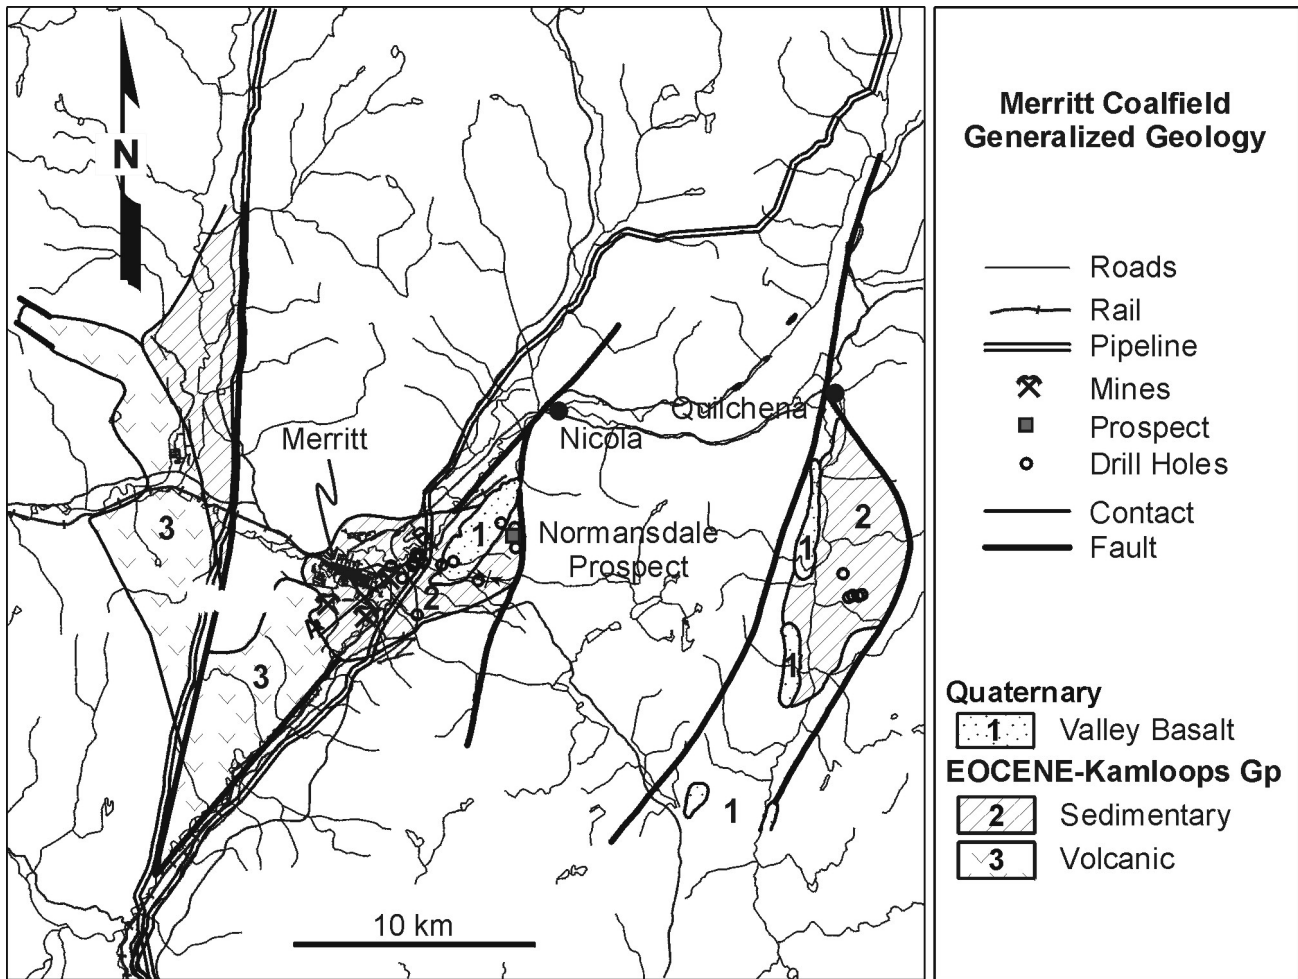 N
Merritt
Quilchena
Nicola
Normansdale
Prospect
1
2
3
3
2
1
1
1
10 km
Merritt Coalfield
Generalized Geology
Roads
Rail
Pipeline
Mines
Prospect
Drill Holes
Contact
Fault
Quaternary
1 Valley Basalt
EOCENE-Kamloops Gp
2 Sedimentary
3 Volcanic